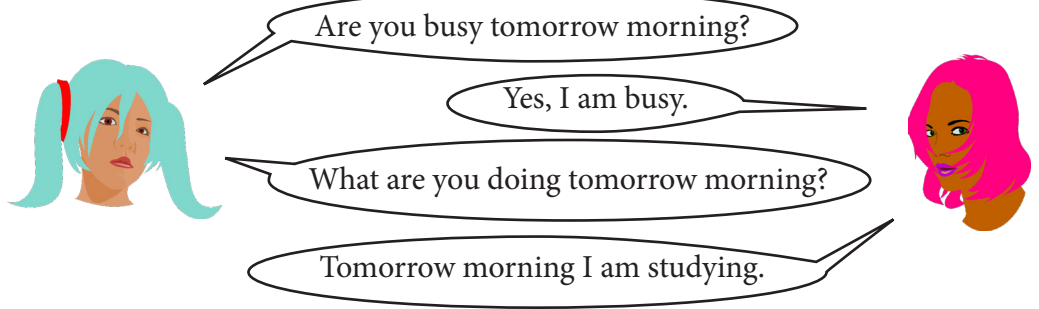 Are you busy tomorrow morning?
Yes, I am busy.
What are you doing tomorrow morning?
Tomorrow morning I am studying.